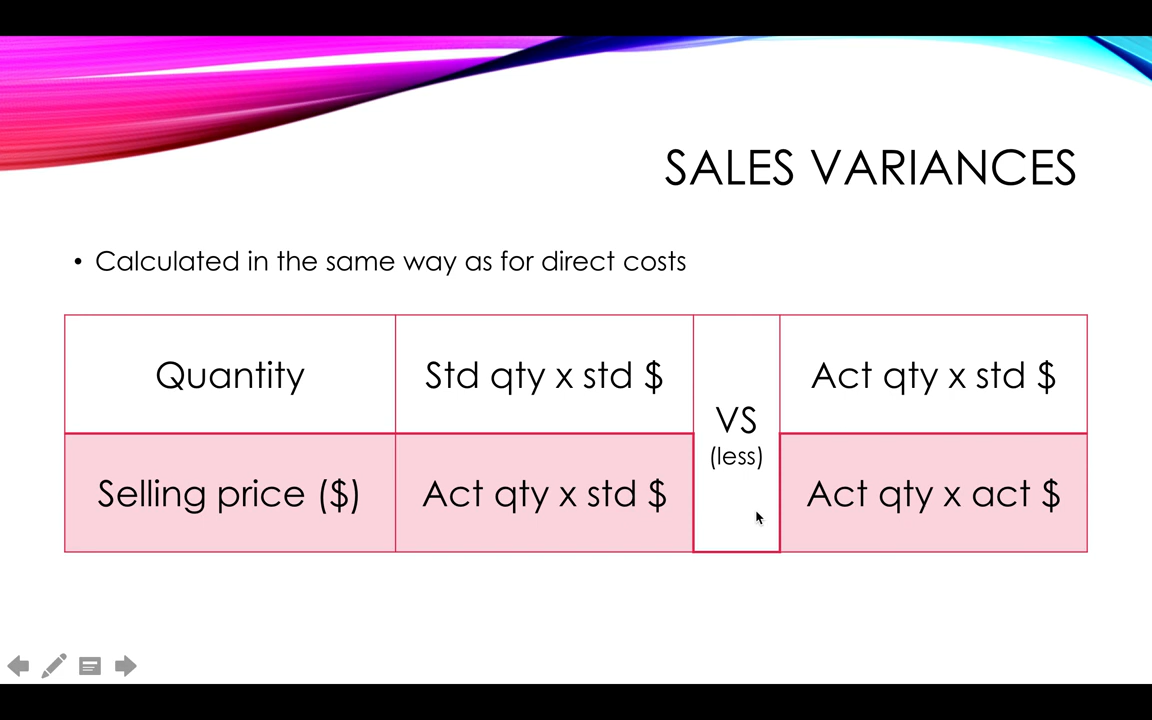 SALES VARIANCES
• Calculated in the same way as for direct costs
Quantity
Std qty x std $
VS
(less)
Act qty x std $
Selling price ($)
Act qty x std $
Act qty x act $